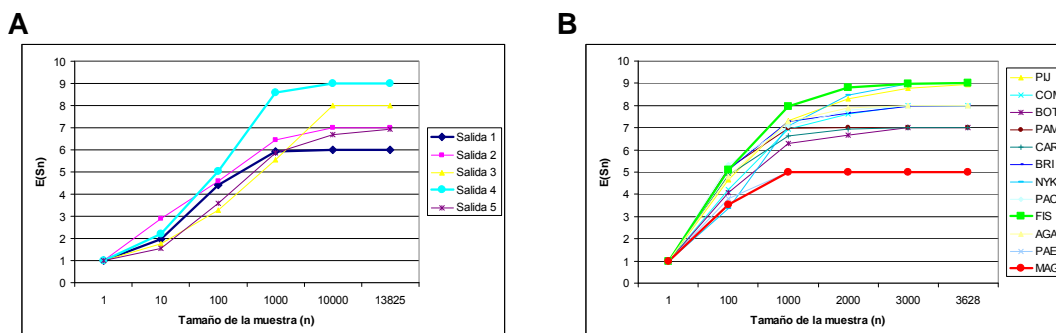 A
E(Sn)
10
9
8
7
6
5
4
3
2
1
0
1 10 100 1000 10000 13825
Tamaño de la muestra (n)
Salida 1
Salida 2
Salida 3
Salida 4
Salida 5
B
E(Sn)
10
9
8
7
6
5
4
3
2
1
0
1 100 1000 2000 3000 3628
Tamaño de la muestra (n)
PIJ
COM
BOT
PAM
CAR
BRI
NYK
PAO
FIS
AGA
PAE
MAG